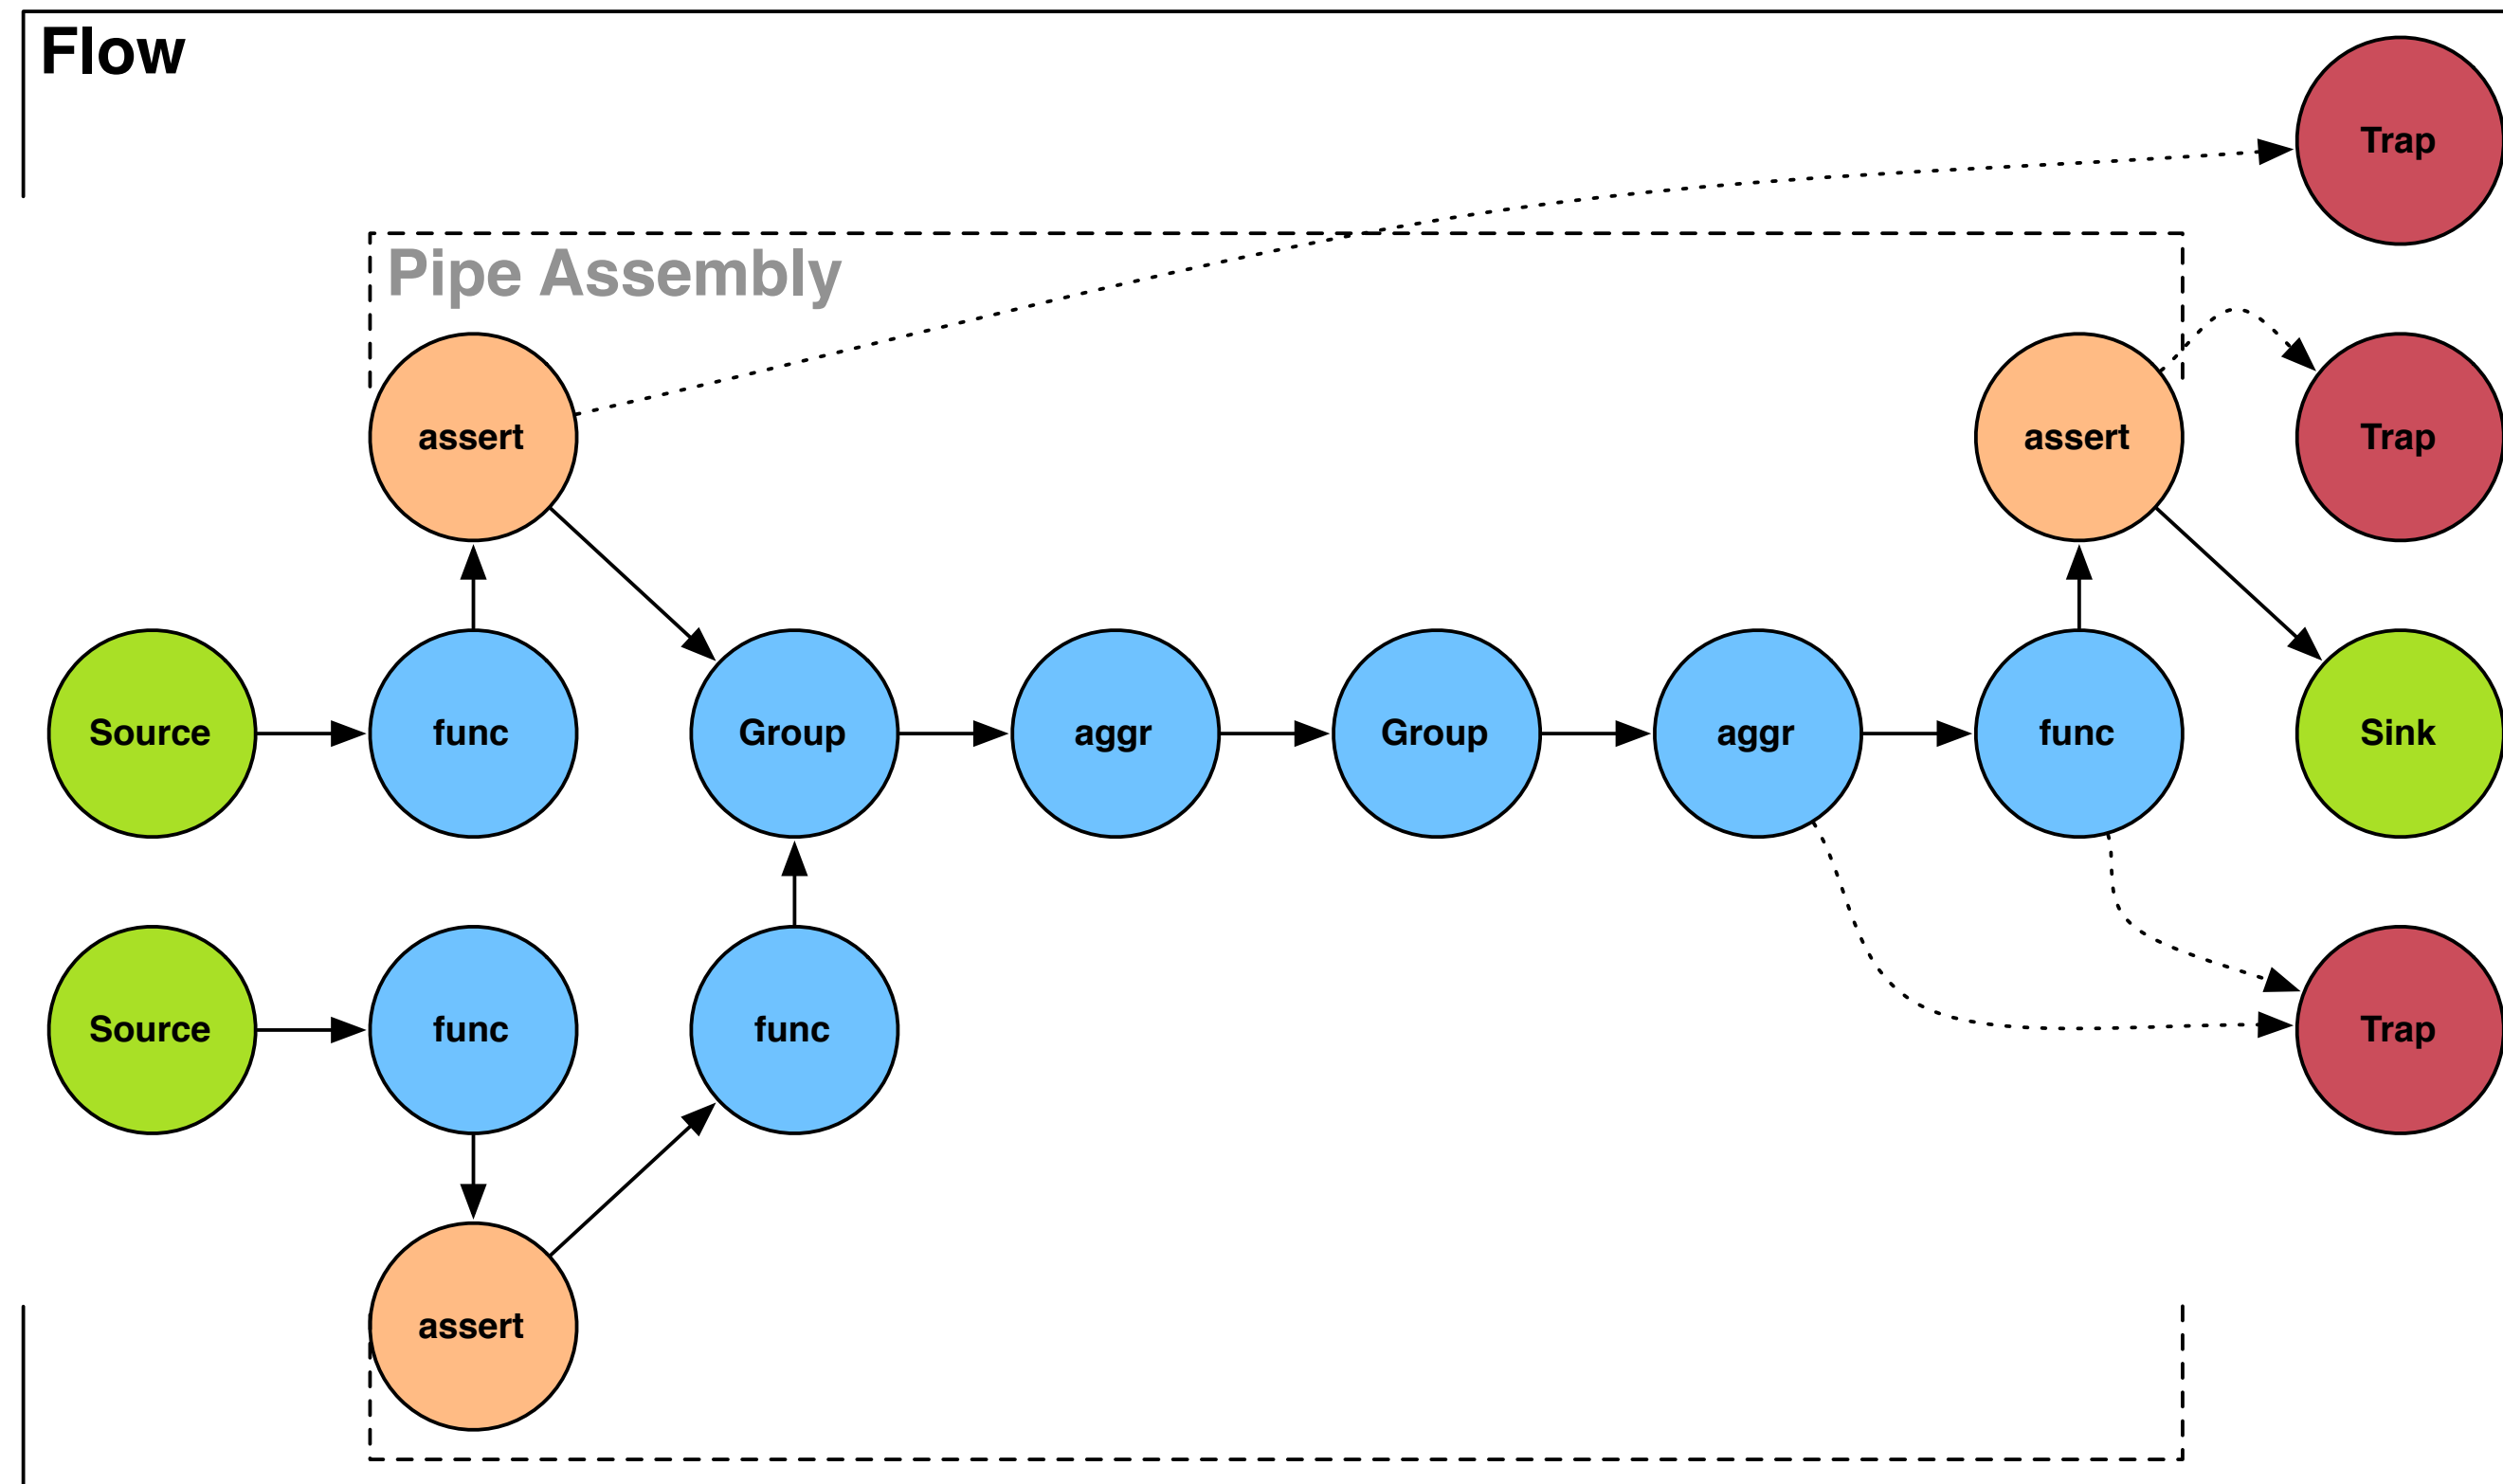 Flow
Trap
Pipe Assembly
assert
assert
Trap
Source
func
Group
aggr
Group
aggr
func
Sink
Source
func
func
Trap
assert